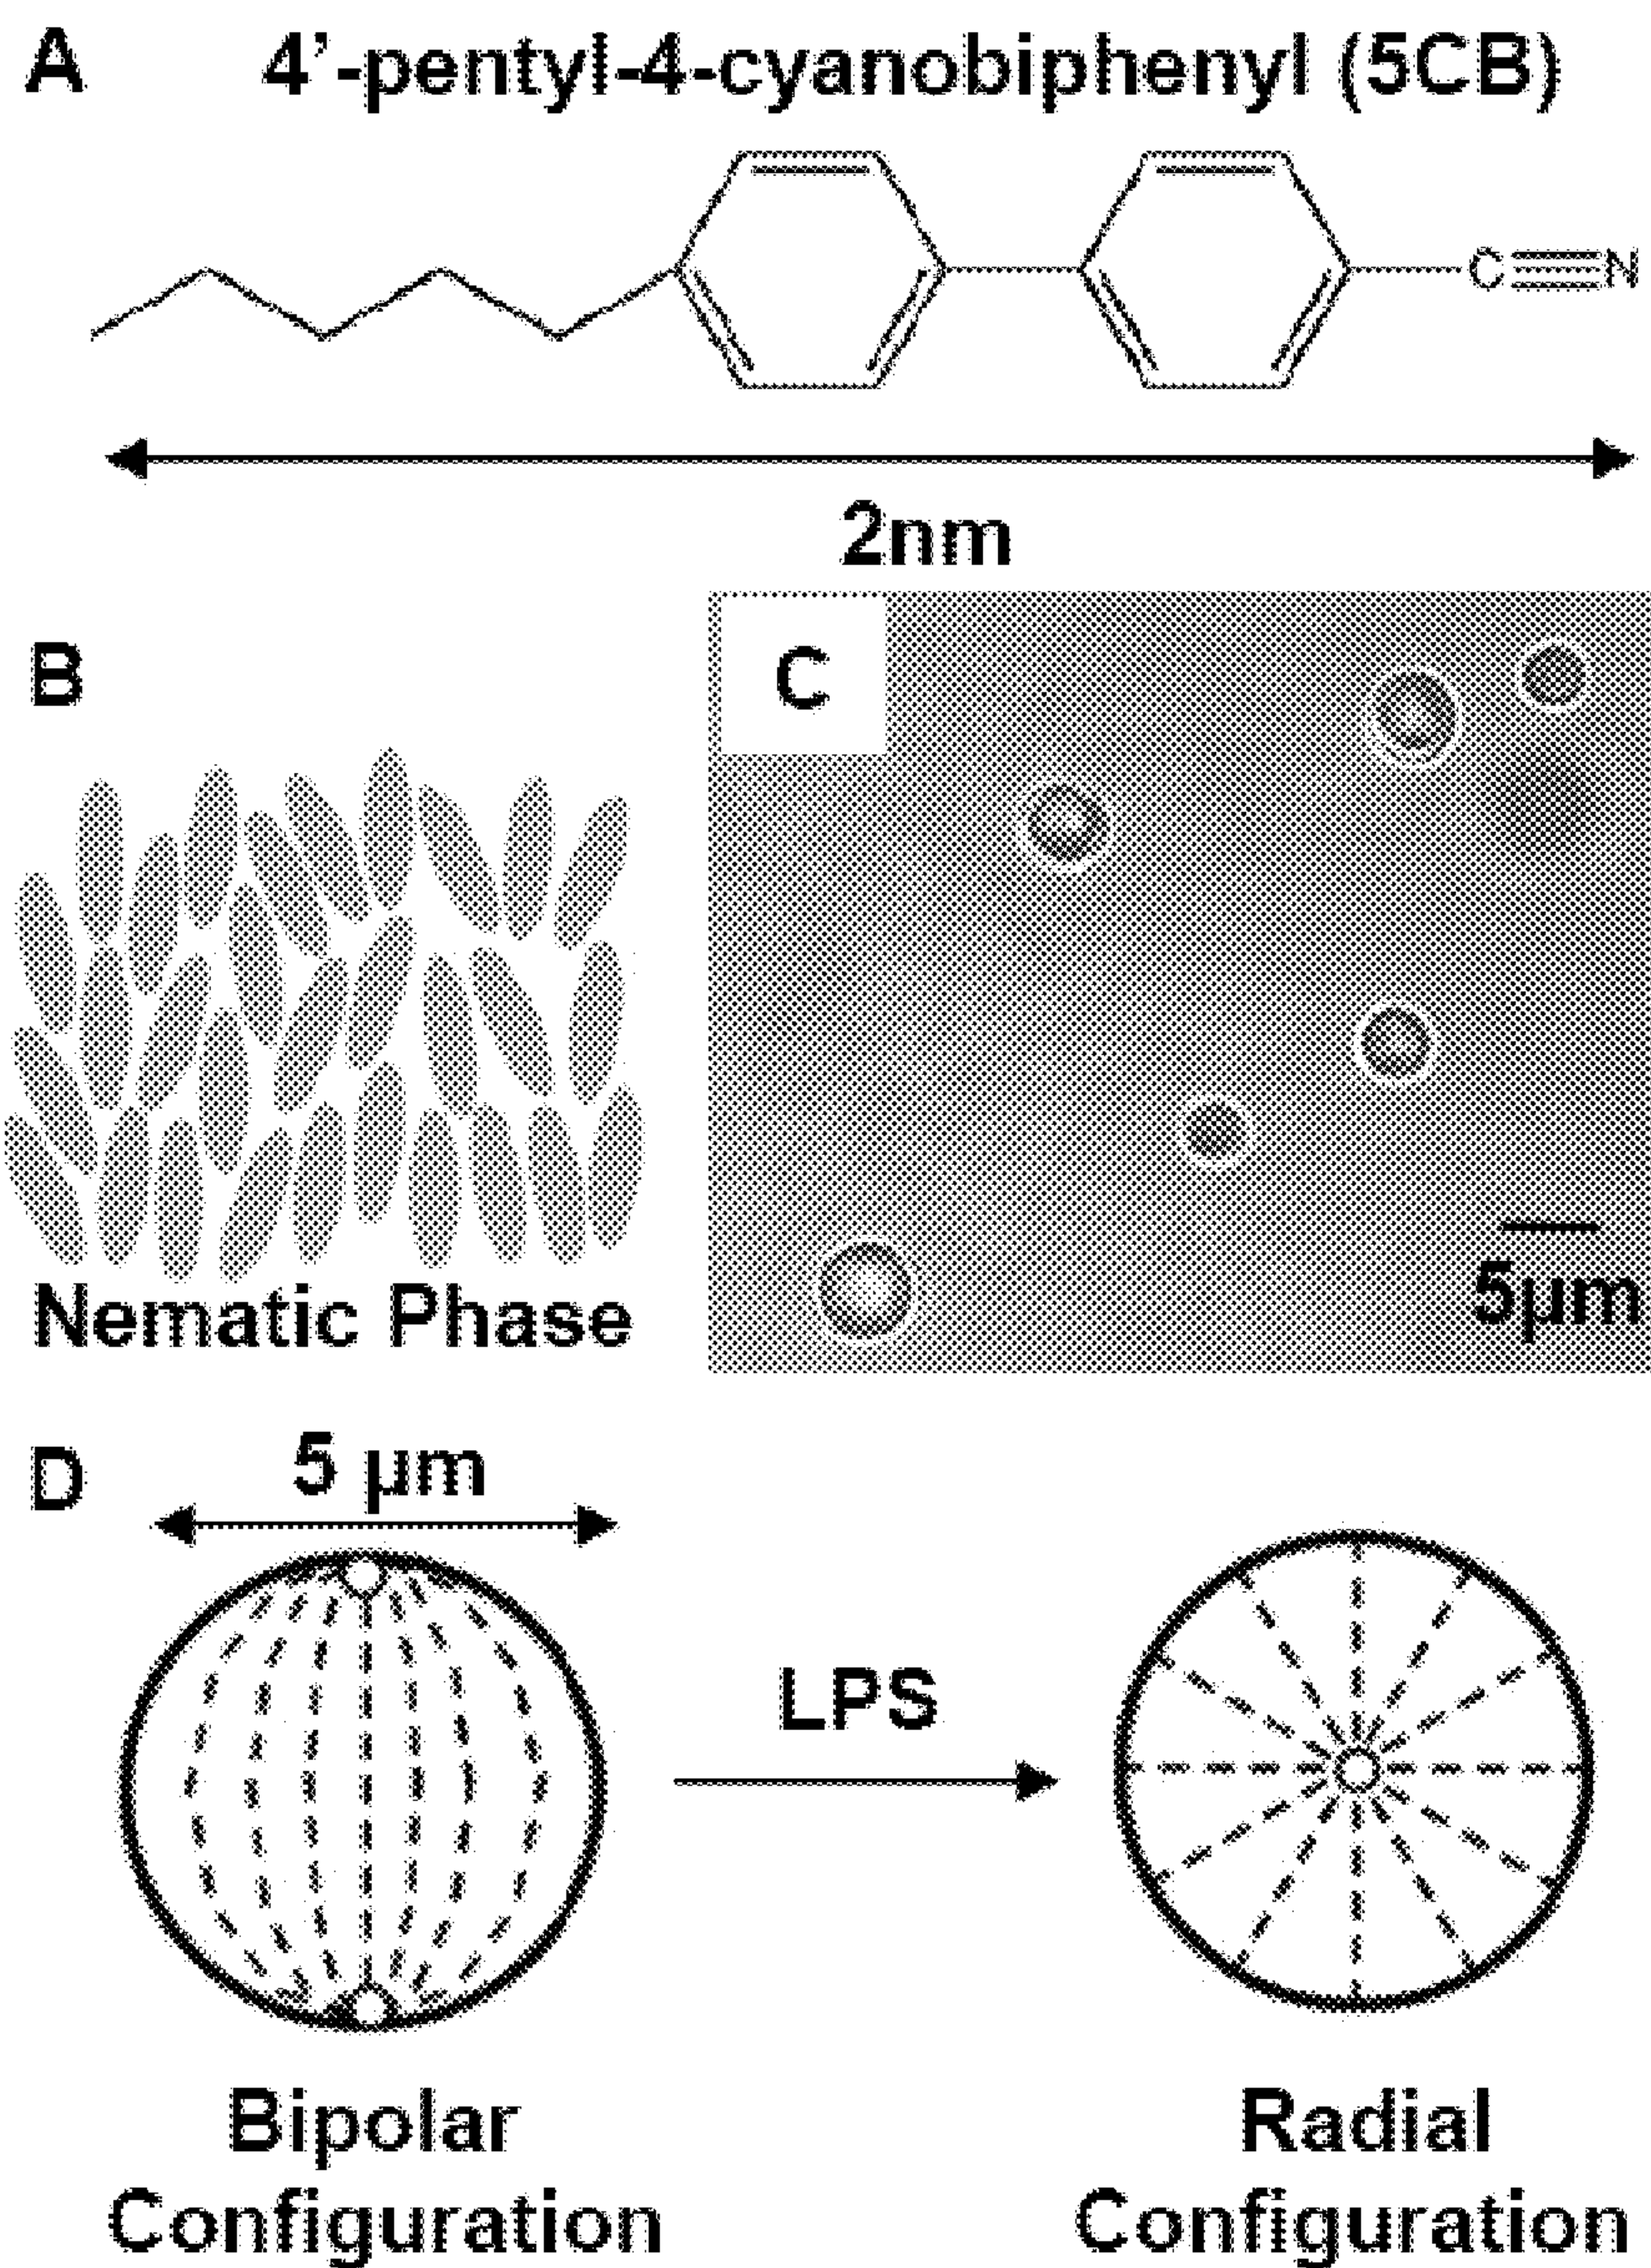 A 4’-pentyl-4-cyanobiphenyl (5CB)
C N
2nm
B
C
5µm
Nematic Phase
D 5 µm
LPS
Bipolar
Configuration
Radial
Configuration